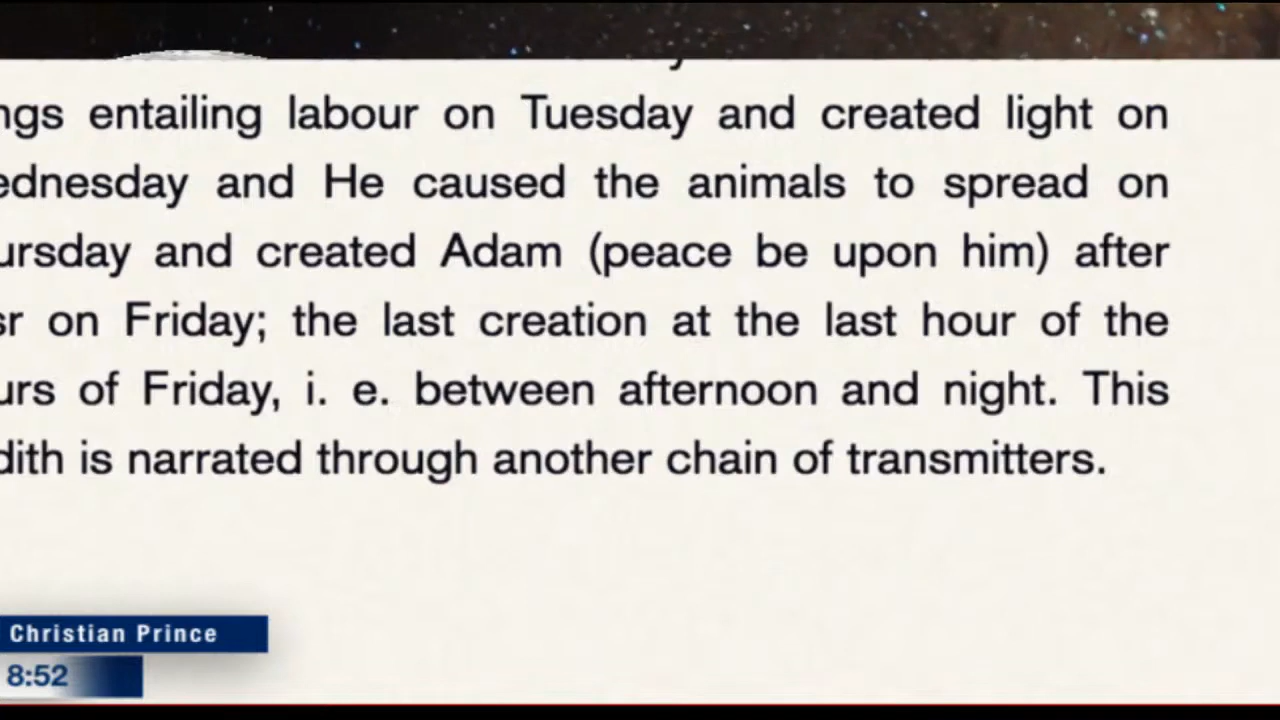 ngs entailing labour on Tuesday and created light on
ednesday and He caused the animals to spread on
ursday and created Adam (peace be upon him) after
sr on Friday; the last creation at the last hour of the
urs of Friday, i. e. between afternoon and night. This
dith is narrated through another chain of transmitters.
Christian Prince
8:52